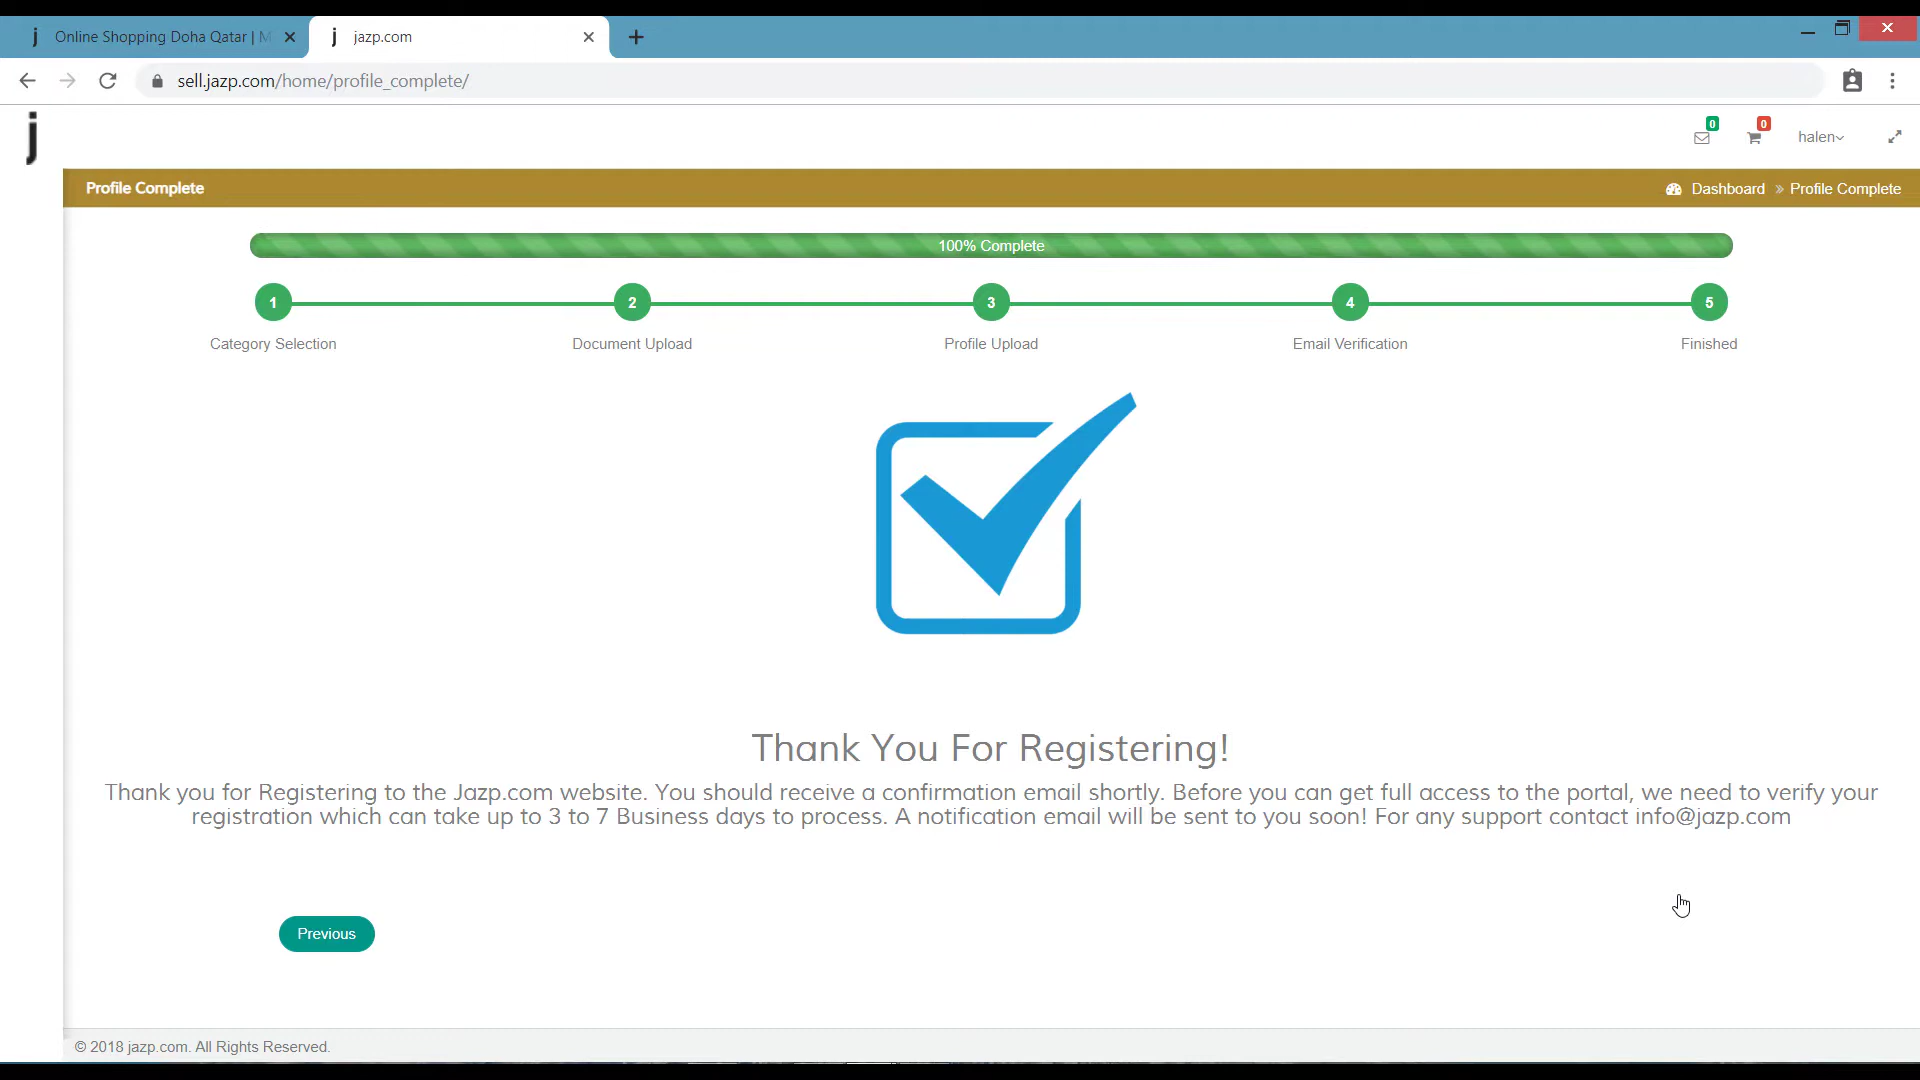 j Online Shopping Doha Qatar | M
j jazp.com
sell.jazp.com/home/profile_complete/
j
0
0
halen
Profile Complete
Dashboard » Profile Complete
100% Complete
1 2 3 4 5
Category Selection Document Upload Profile Upload Email Verification Finished
Thank You For Registering!
Thank you for Registering to the Jazp.com website. You should receive a confirmation email shortly. Before you can get full access to the portal, we need to verify your
registration which can take up to 3 to 7 Business days to process. A notification email will be sent to you soon! For any support contact info@jazp.com
Previous
© 2018 jazp.com. All Rights Reserved.